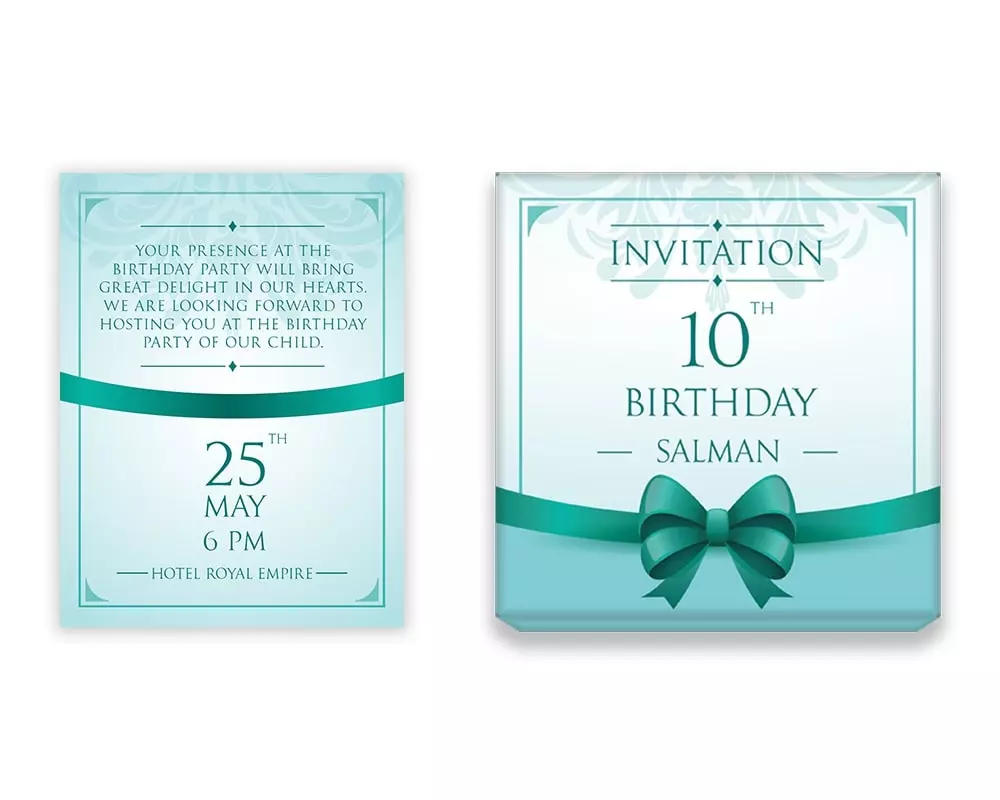 YOUR PRESENCE AT THE
BIRTHDAY PARTY WILL BRING
GREAT DELIGHT IN OUR HEARTS.
WE ARE LOOKING FORWARD TO
HOSTING YOU AT THE BIRTHDAY
PARTY OF OUR CHILD.
25TH
MAY
6 PM
HOTEL ROYAL EMPIRE
INVITATION
10TH
BIRTHDAY
SALMAN